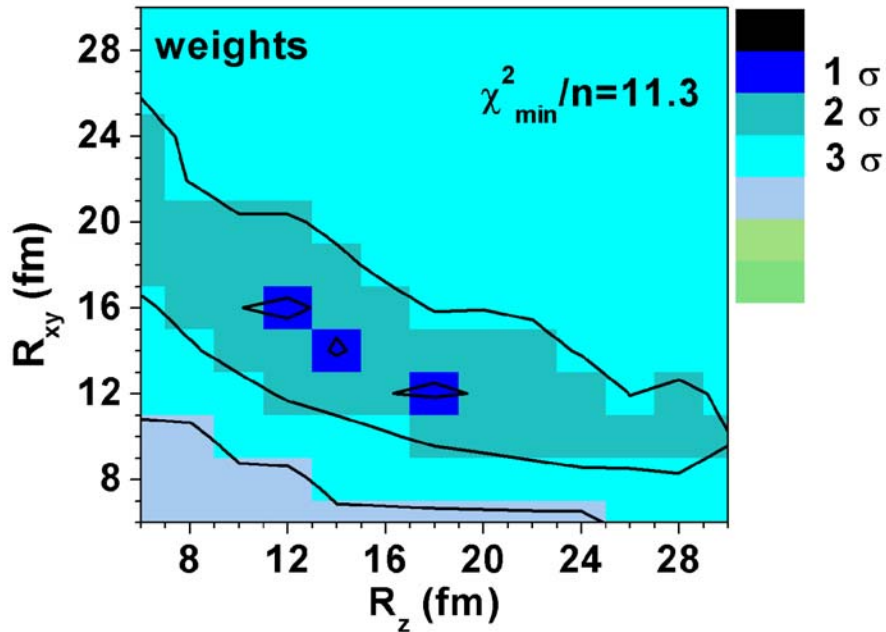 weights
χ²min/n=11.3
1 σ
2 σ
3 σ
28
24
20
16
12
8
Rxy (fm)
8 12 16 20 24 28
Rz (fm)